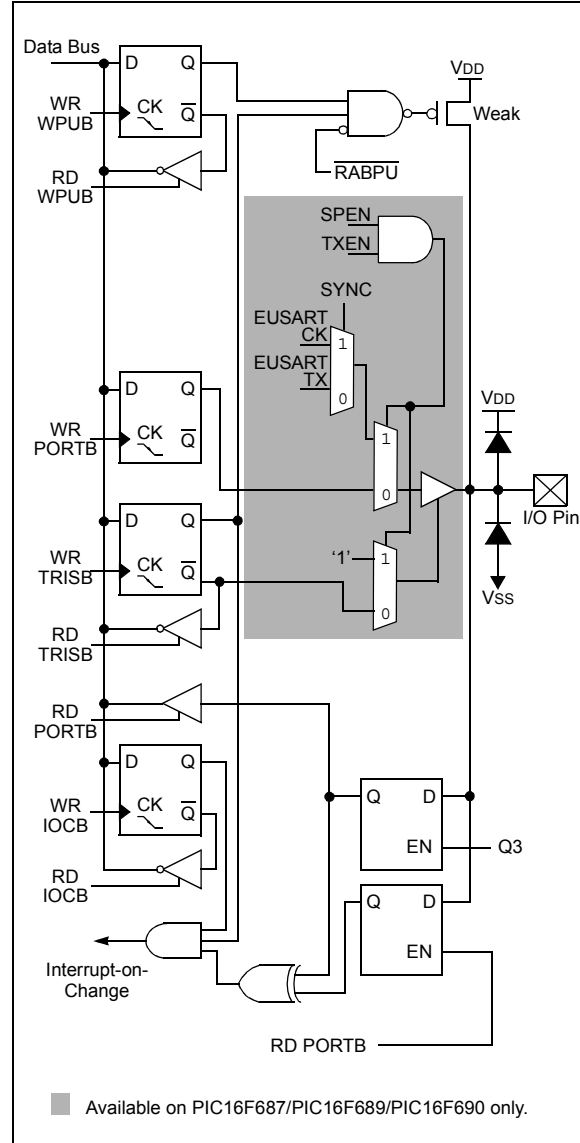 Data Bus
D Q
WR
WPUB
CK Q
VDD
Weak
RD
WPUB
RABPU
SPEN
TXEN
SYNC
EUSART
CK
1
EUSART
TX
0
D Q
WR
PORTB
CK Q
1
0
VDD
I/O Pin
D Q
WR
TRISB
CK Q
'1'
1
0
VSS
RD
TRISB
RD
PORTB
D Q
WR
IOCB
CK Q
Q D
EN
Q3
RD
IOCB
Q D
EN
Interrupt-on-
Change
RD PORTB
Available on PIC16F687/PIC16F689/PIC16F690 only.